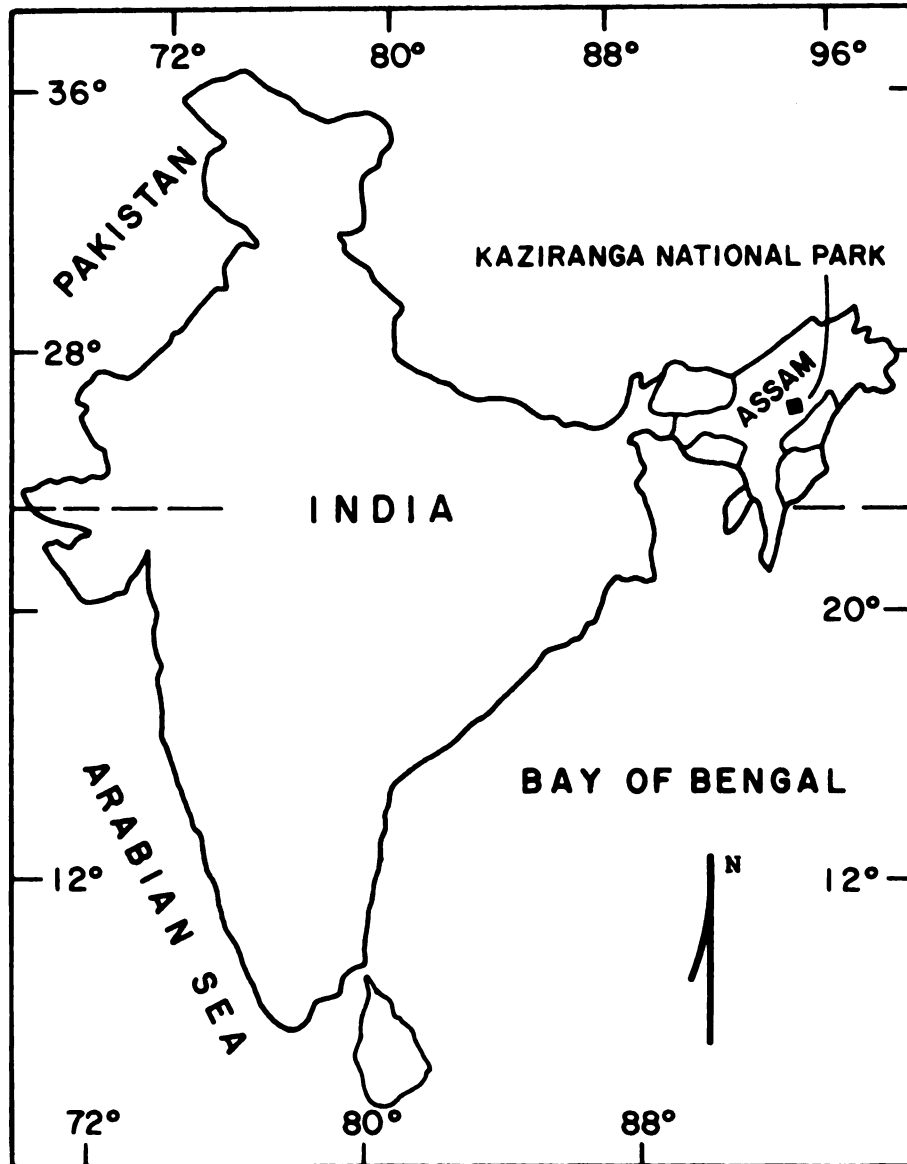 72° 80° 88° 96°
36°
PAKISTAN
KAZIRANGA NATIONAL PARK
28°
ASSAM
INDIA
20°
ARABIAN SEA
BAY OF BENGAL
N
12° 12°
72° 80° 88°